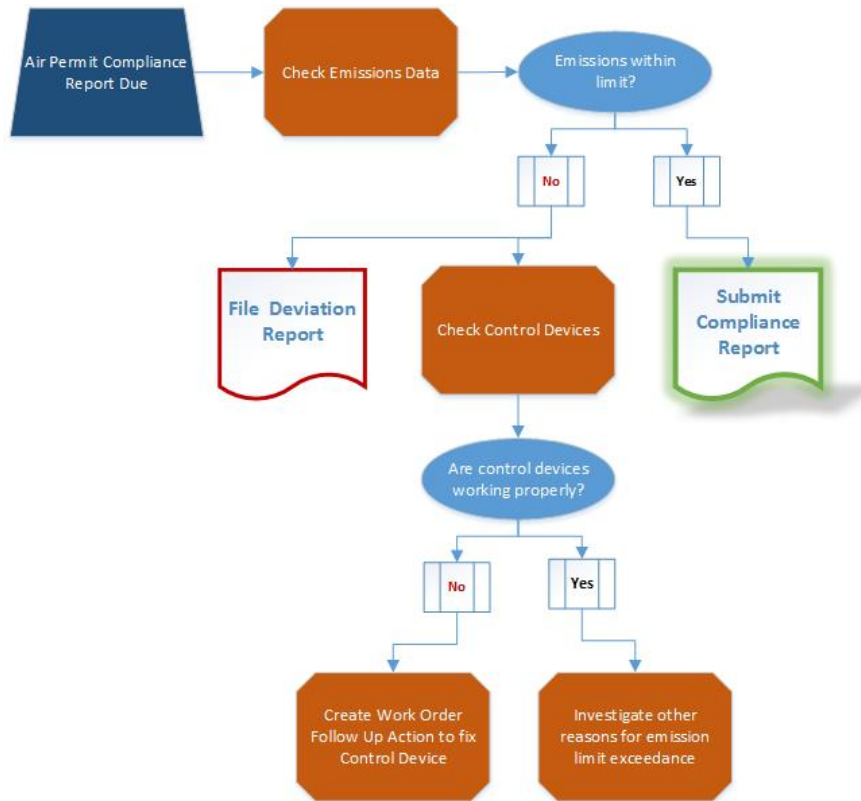 Air Permit Compliance
Report Due
Check Emissions Data
Emissions within
limit?
No
Yes
File Deviation
Report
Check Control Devices
Submit
Compliance
Report
Are control devices
working properly?
No
Yes
Create Work Order
Follow Up Action to fix
Control Device
Investigate other
reasons for emission
limit exceedance